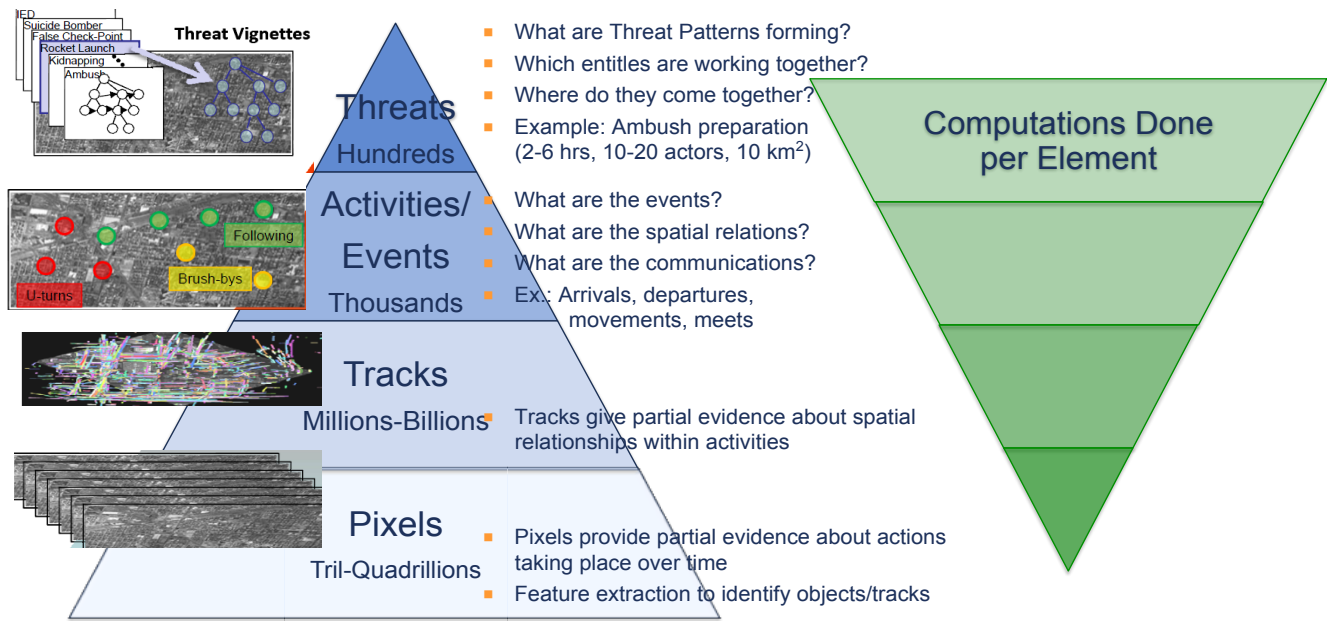 IED
Suicide Bomber
False Check-Point
Rocket Launch
Kidnapping
Ambush
Threat Vignettes
Threats
Hundreds
What are Threat Patterns forming?
Which entitles are working together?
Where do they come together?
Example: Ambush preparation
(2-6 hrs, 10-20 actors, 10 km²)
Computations Done
per Element
Following
Brush-bys
U-turns
Activities/
Events
Thousands
What are the events?
What are the spatial relations?
What are the communications?
Ex.: Arrivals, departures,
movements, meets
Tracks
Millions-Billions
Tracks give partial evidence about spatial
relationships within activities
Pixels
Tril-Quadrillions
Pixels provide partial evidence about actions
taking place over time
Feature extraction to identify objects/tracks